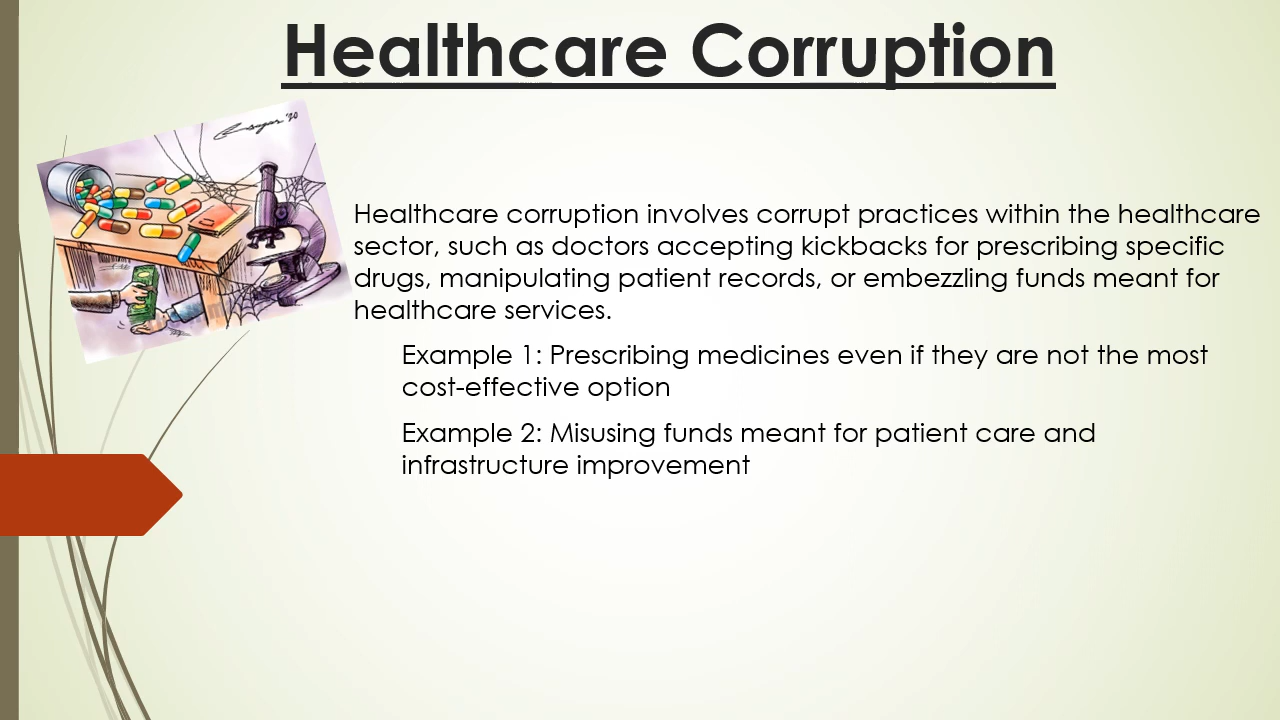 Healthcare Corruption
'20
Healthcare corruption involves corrupt practices within the healthcare
sector, such as doctors accepting kickbacks for prescribing specific
drugs, manipulating patient records, or embezzling funds meant for
healthcare services.
Example 1: Prescribing medicines even if they are not the most
cost-effective option
Example 2: Misusing funds meant for patient care and
infrastructure improvement